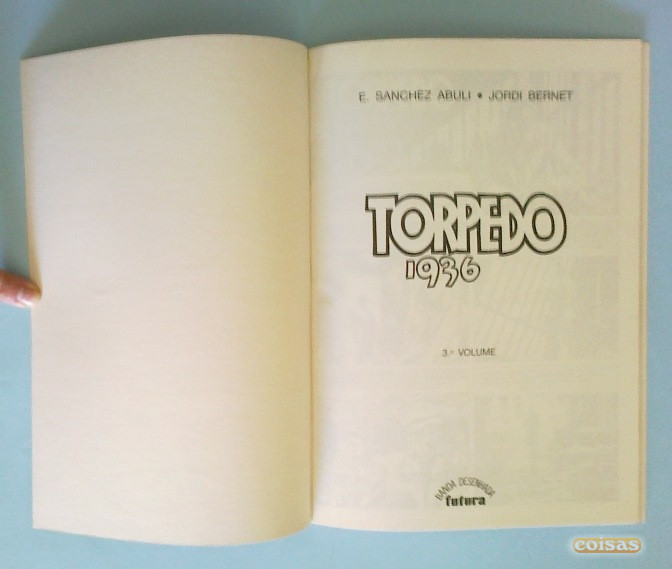 E. SANCHEZ ABULI • JORDI BERNET
TORPEDO
1936
3.º VOLUME
BANDA DESENHADA
futura
coisas